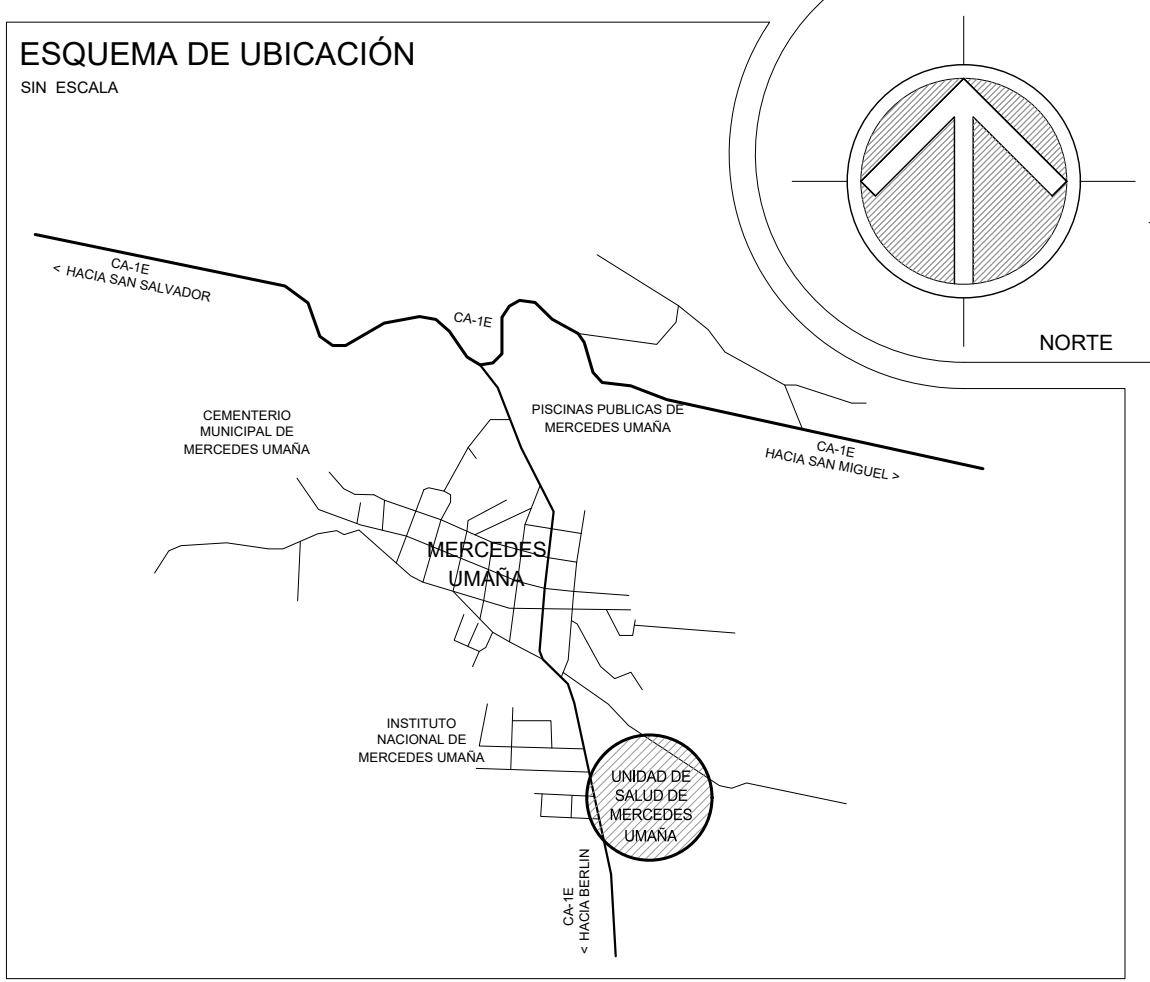 ESQUEMA DE UBICACIÓN
SIN ESCALA
NORTE
CA-1E
< HACIA SAN SALVADOR
CA-1E
CEMENTERIO
MUNICIPAL DE
MERCEDES UMAÑA
PISCINAS PUBLICAS DE
MERCEDES UMAÑA
CA-1E
HACIA SAN MIGUEL >
MERCEDES
UMAÑA
INSTITUTO
NACIONAL DE
MERCEDES UMAÑA
UNIDAD DE
SALUD DE
MERCEDES
UMAÑA
CA-1E
< HACIA BERLIN